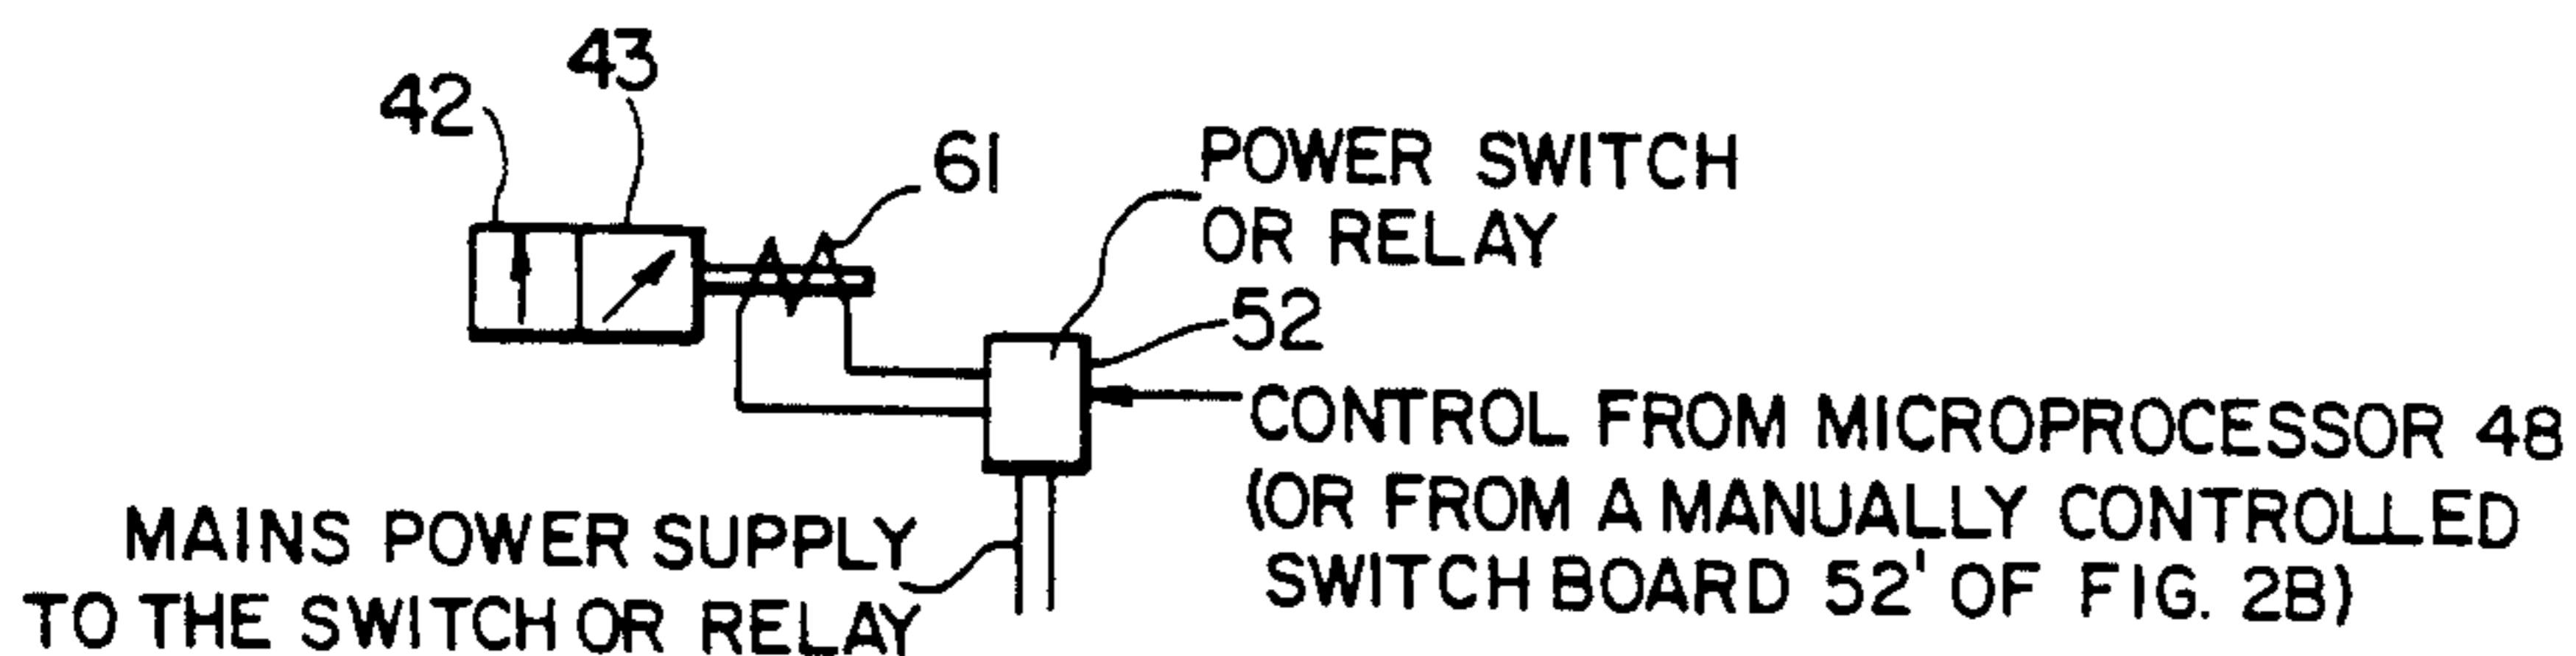 42
43
61
POWER SWITCH
OR RELAY
52
CONTROL FROM MICROPROCESSOR 48
(OR FROM A MANUALLY CONTROLLED
SWITCH BOARD 52' OF FIG. 2B)
MAINS POWER SUPPLY
TO THE SWITCH OR RELAY